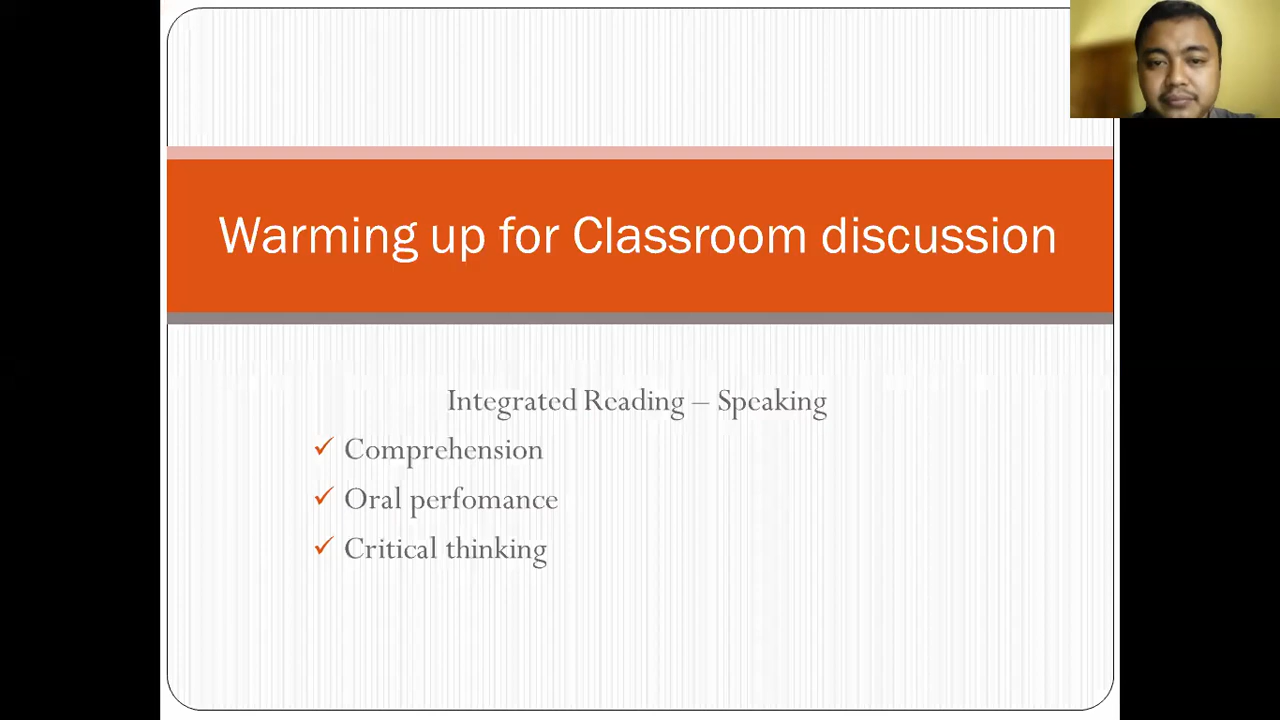 Warming up for Classroom discussion
Integrated Reading – Speaking
✓ Comprehension
✓ Oral perfomance
✓ Critical thinking